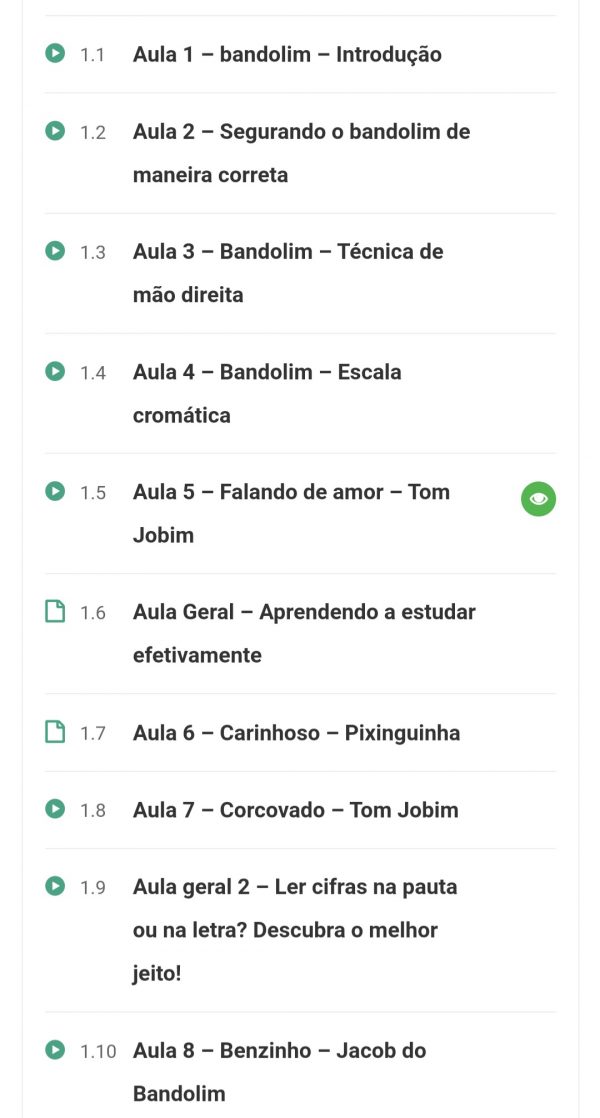 1.1 Aula 1 – bandolim – Introdução
1.2 Aula 2 – Segurando o bandolim de
maneira correta
1.3 Aula 3 – Bandolim – Técnica de
mão direita
1.4 Aula 4 – Bandolim – Escala
cromática
1.5 Aula 5 – Falando de amor – Tom
Jobim
1.6 Aula Geral – Aprendendo a estudar
efetivamente
1.7 Aula 6 – Carinhoso – Pixinguinha
1.8 Aula 7 – Corcovado – Tom Jobim
1.9 Aula geral 2 – Ler cifras na pauta
ou na letra? Descubra o melhor
jeito!
1.10 Aula 8 – Benzinho – Jacob do
Bandolim